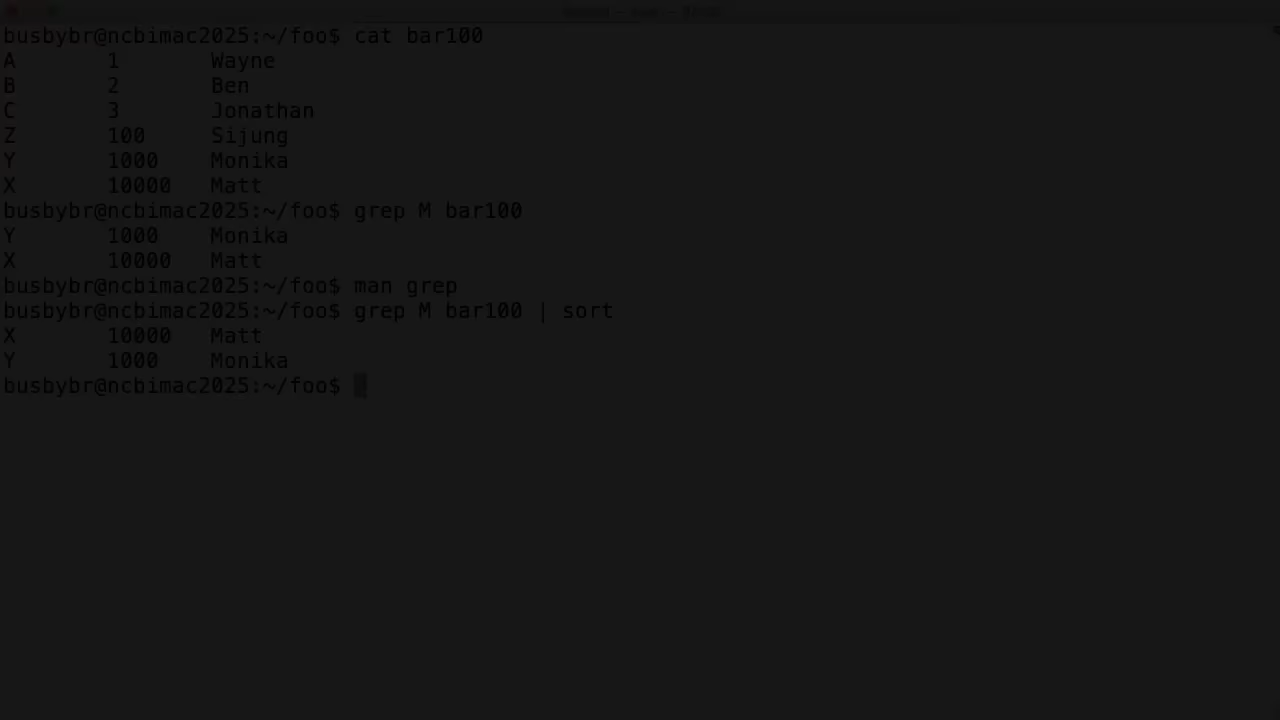 busbybr@ncbimac2025:~/foo$ cat bar100
A 1 Wayne
B 2 Ben
C 3 Jonathan
Z 100 Sijung
Y 1000 Monika
X 10000 Matt
busbybr@ncbimac2025:~/foo$ grep M bar100
Y 1000 Monika
X 10000 Matt
busbybr@ncbimac2025:~/foo$ man grep
busbybr@ncbimac2025:~/foo$ grep M bar100 | sort
X 10000 Matt
Y 1000 Monika
busbybr@ncbimac2025:~/foo$